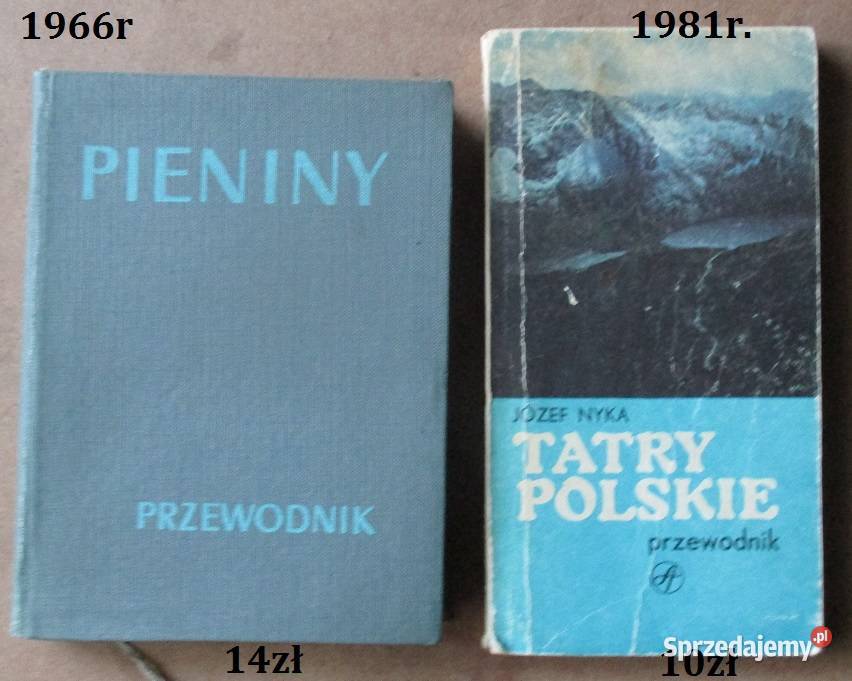 1966r
1981r.
PIENINY
PRZEWODNIK
JÓZEF NYKA
TATRY
POLSKIE
przewodnik
Sprzedajemy.pl
14zł
10zł